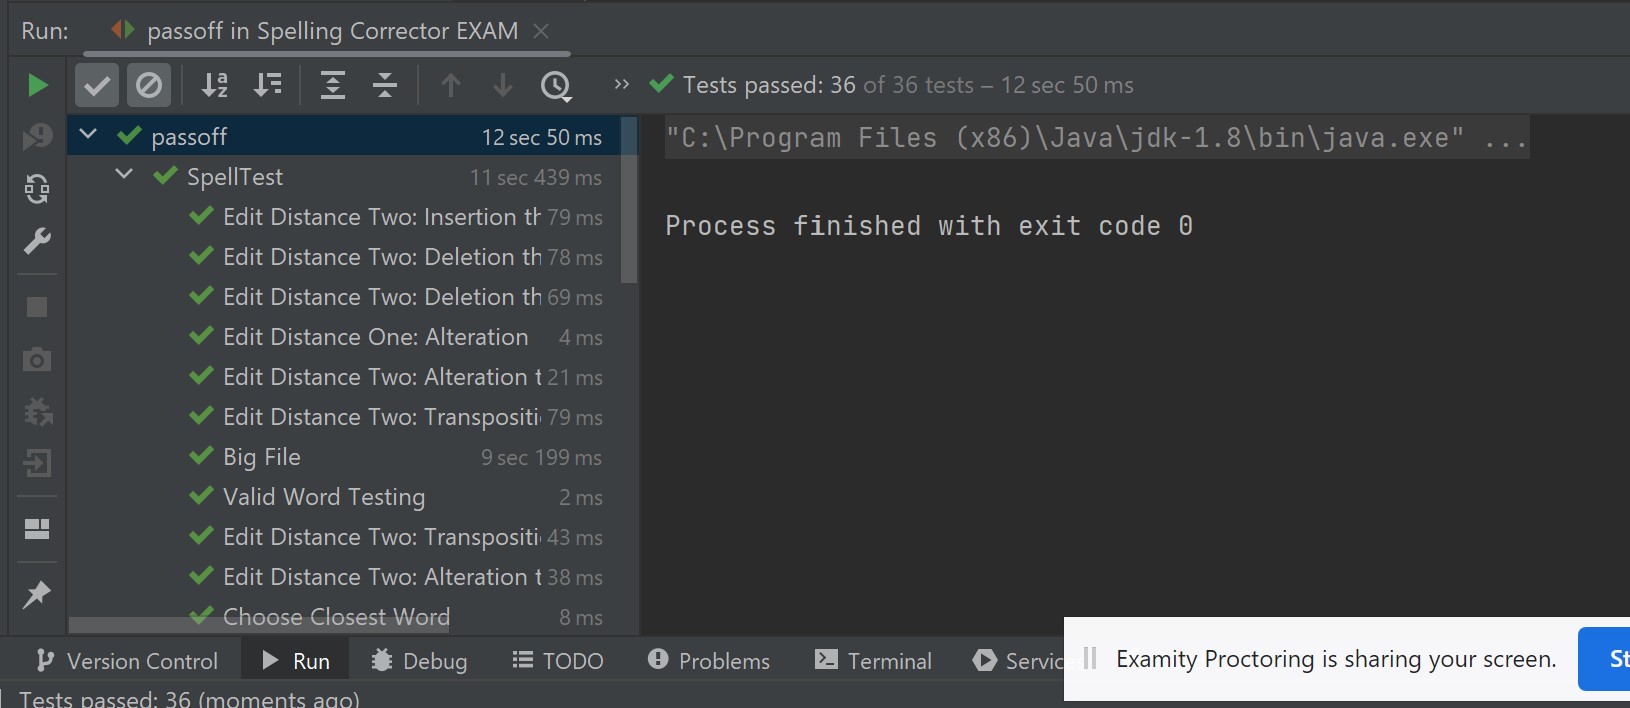 Run: passoff in Spelling Corrector EXAM
Tests passed: 36 of 36 tests – 12 sec 50 ms
passoff 12 sec 50 ms
SpellTest 11 sec 439 ms
Edit Distance Two: Insertion th 79 ms
Edit Distance Two: Deletion th 78 ms
Edit Distance Two: Deletion th 69 ms
Edit Distance One: Alteration 4 ms
Edit Distance Two: Alteration t 21 ms
Edit Distance Two: Transpositi 79 ms
Big File 9 sec 199 ms
Valid Word Testing 2 ms
Edit Distance Two: Transpositi 43 ms
Edit Distance Two: Alteration t 38 ms
Choose Closest Word 8 ms
"C:\Program Files (x86)\Java\jdk-1.8\bin\java.exe" ...
Process finished with exit code 0
Version Control Run Debug TODO Problems Terminal Servic
Examity Proctoring is sharing your screen. St
Tests passed: 36 (moments ago)